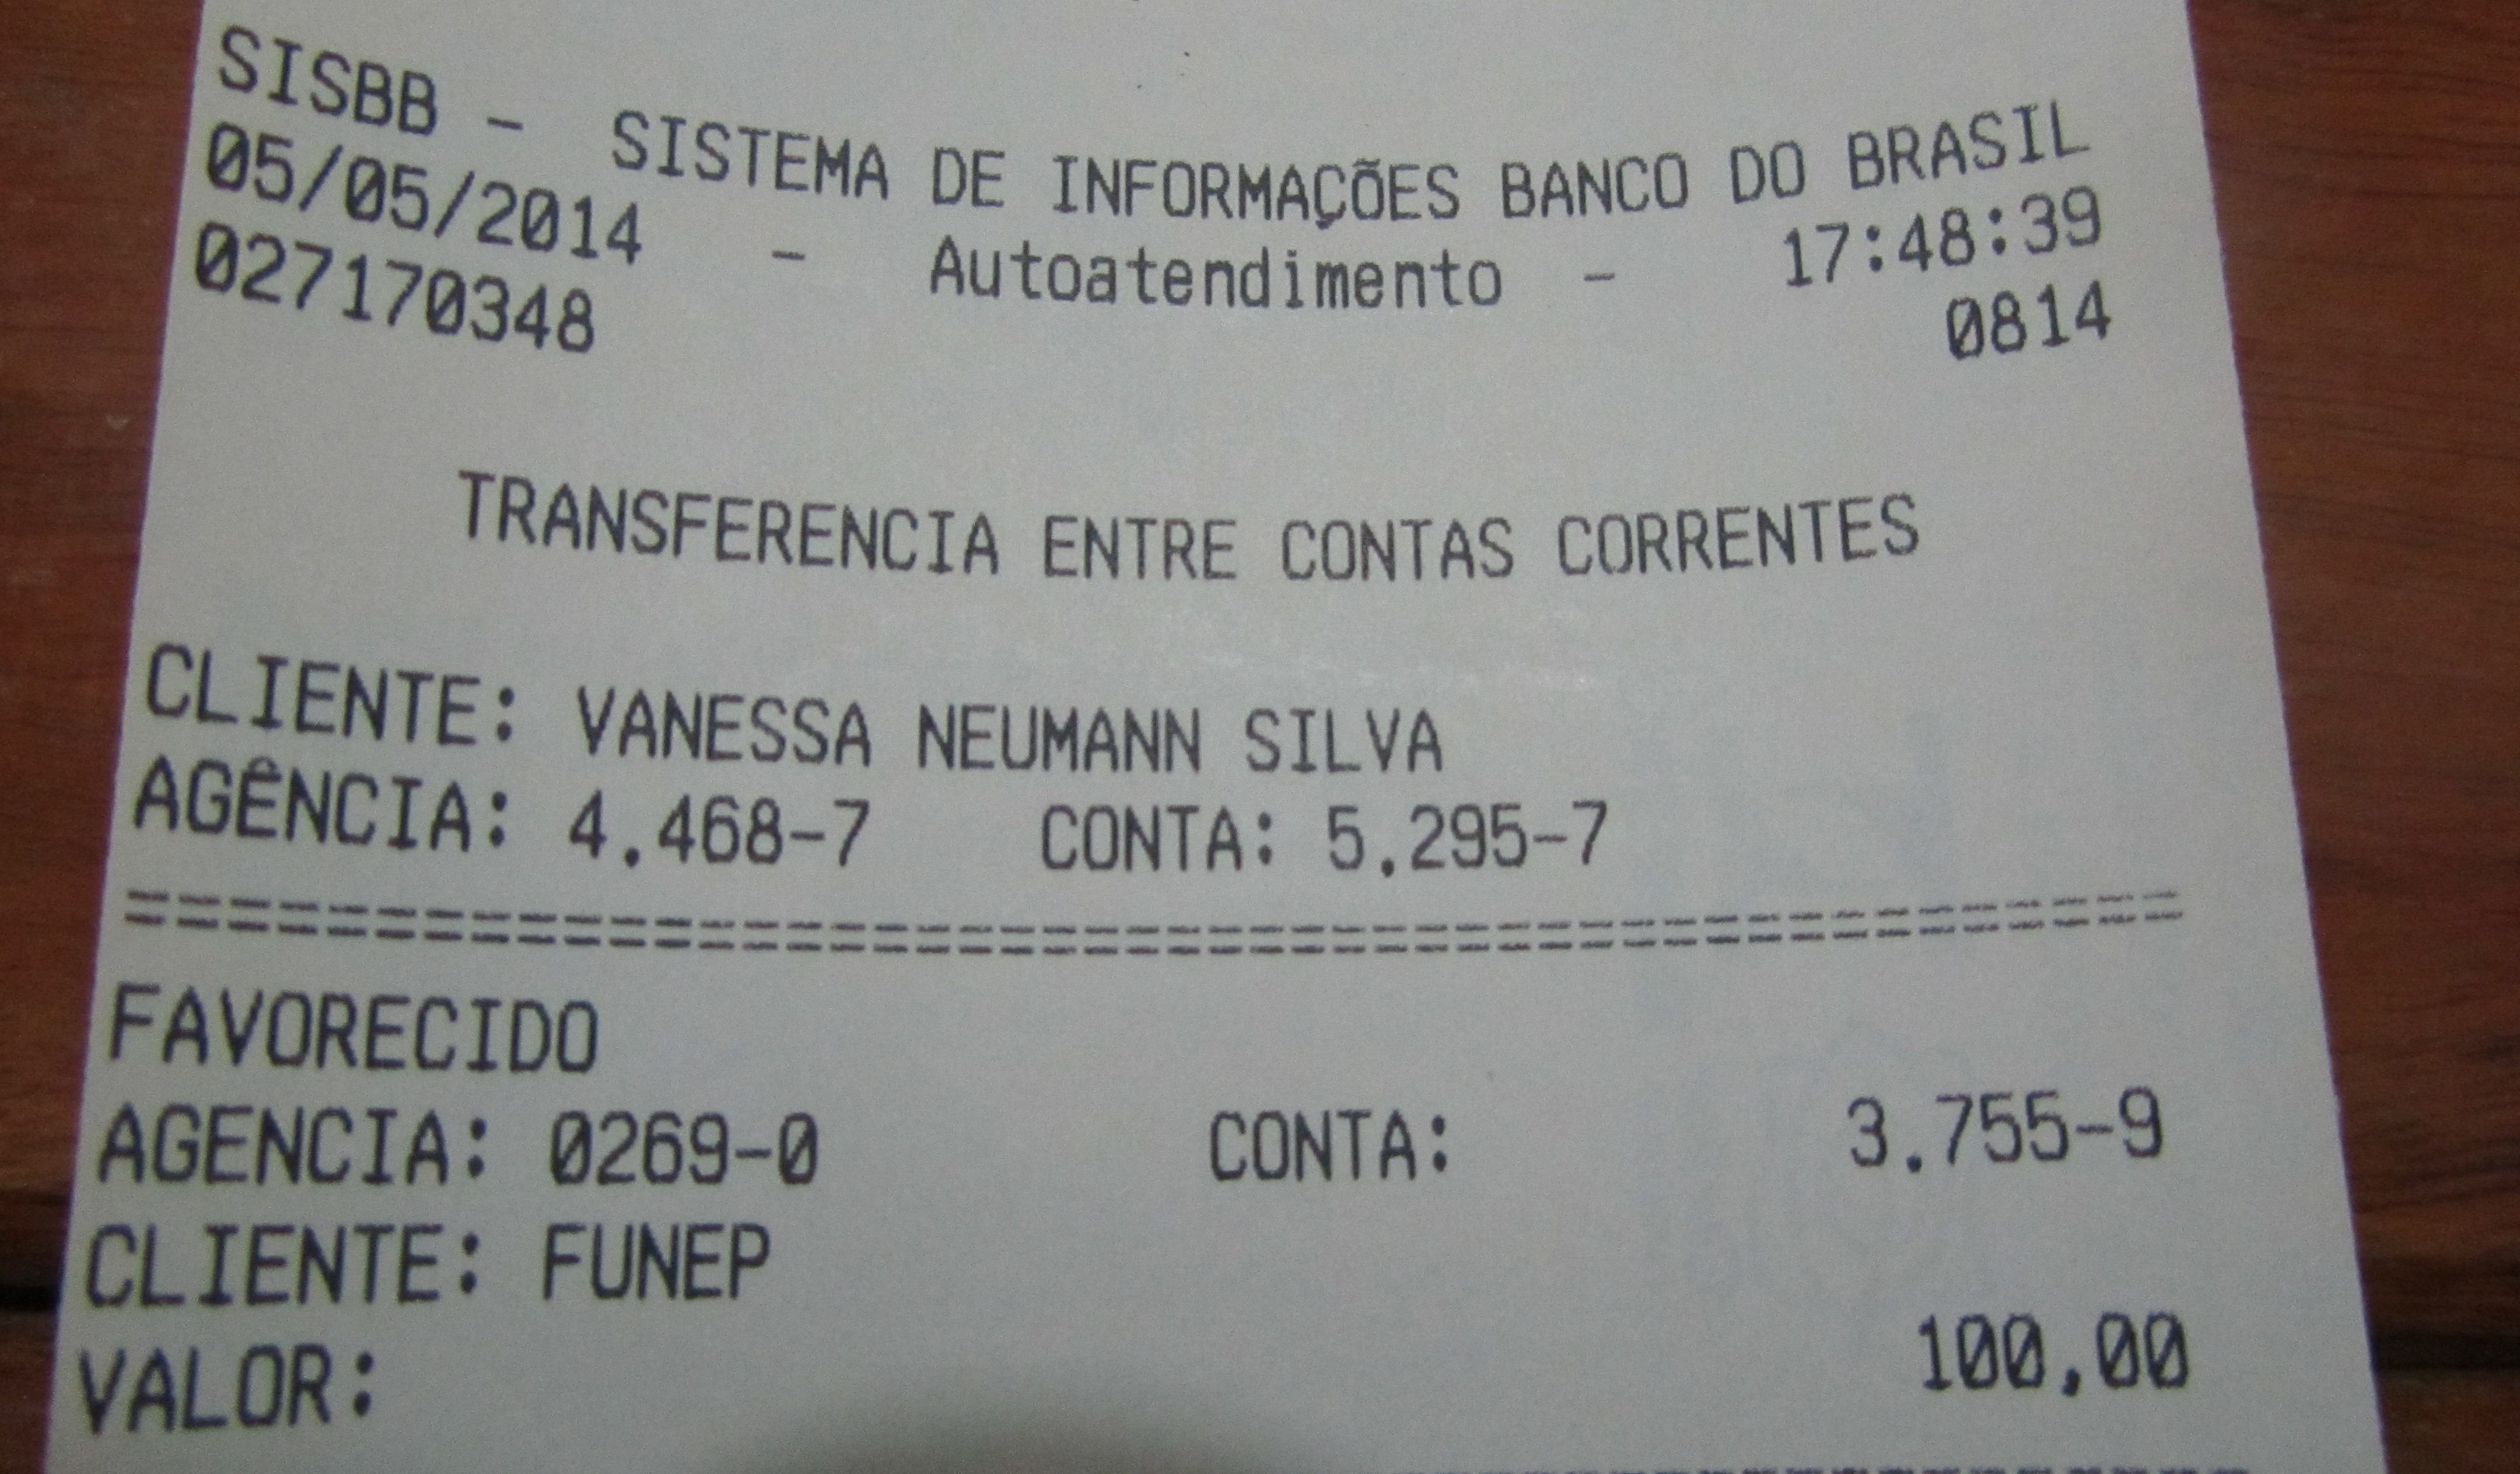 SISBB - SISTEMA DE INFORMAÇÕES BANCO DO BRASIL
05/05/2014 - Autoatendimento - 17:48:39
027170348 0814
TRANSFERENCIA ENTRE CONTAS CORRENTES
CLIENTE: VANESSA NEUMANN SILVA
AGÊNCIA: 4.468-7 CONTA: 5.295-7
================================================
FAVORECIDO
AGENCIA: 0269-0 CONTA: 3.755-9
CLIENTE: FUNEP
VALOR: 100,00